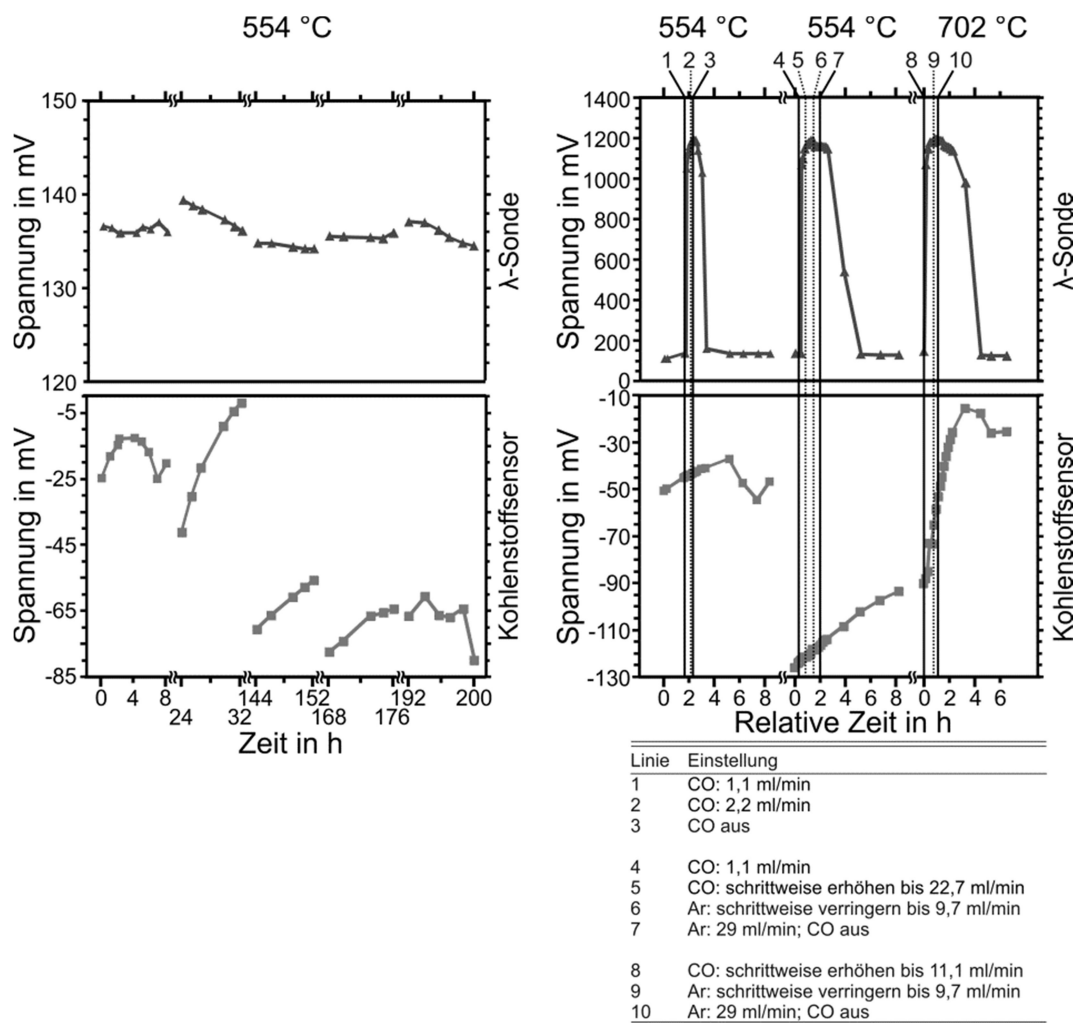 554 °C
554 °C 554 °C 702 °C
1 2 3 4 5 6 7 8 9 10
150
140
130
120
Spannung in mV
λ-Sonde
1400
1200
1000
800
600
400
200
0
Spannung in mV
λ-Sonde
-5
-25
-45
-65
-85
Spannung in mV
Kohlenstoffsensor
-10
-30
-50
-70
-90
-110
-130
Spannung in mV
Kohlenstoffsensor
0 4 8 144 152 192 200
24 32 168 176
Zeit in h
0 2 4 6 8 0 2 4 6 8 0 2 4 6
Relative Zeit in h
Linie Einstellung
1 CO: 1,1 ml/min
2 CO: 2,2 ml/min
3 CO aus
4 CO: 1,1 ml/min
5 CO: schrittweise erhöhen bis 22,7 ml/min
6 Ar: schrittweise verringern bis 9,7 ml/min
7 Ar: 29 ml/min; CO aus
8 CO: schrittweise erhöhen bis 11,1 ml/min
9 Ar: schrittweise verringern bis 9,7 ml/min
10 Ar: 29 ml/min; CO aus